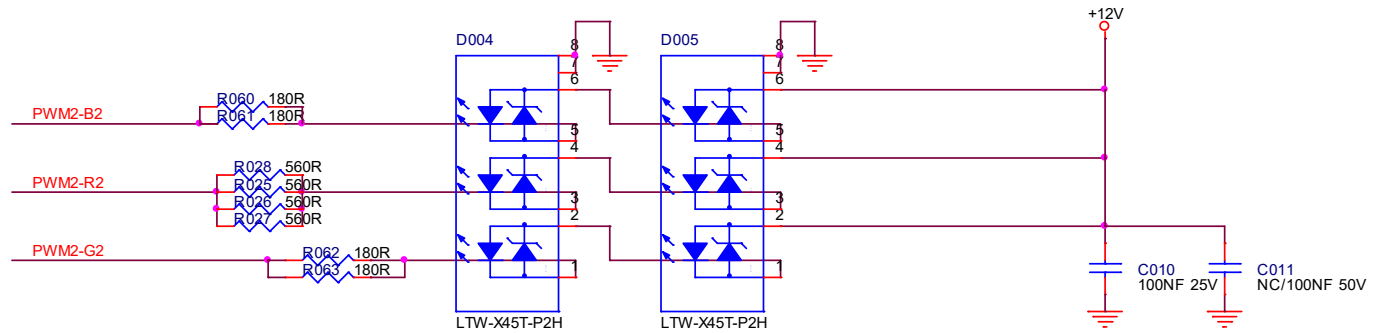 +12V
D004
D005
8
7
6
5
4
3
2
1
8
7
6
5
4
3
2
1
PWM2-B2
R060 180R
R061 180R
PWM2-R2
R028 560R
R025 560R
R026 560R
R027 560R
PWM2-G2
R062 180R
R063 180R
LTW-X45T-P2H
LTW-X45T-P2H
C010
100NF 25V
C011
NC/100NF 50V